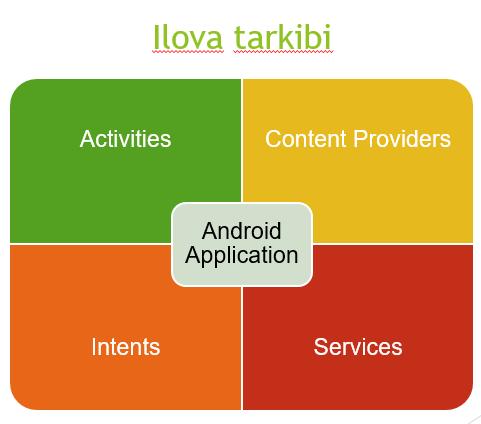 Ilova tarkibi
Activities
Content Providers
Android
Application
Intents
Services